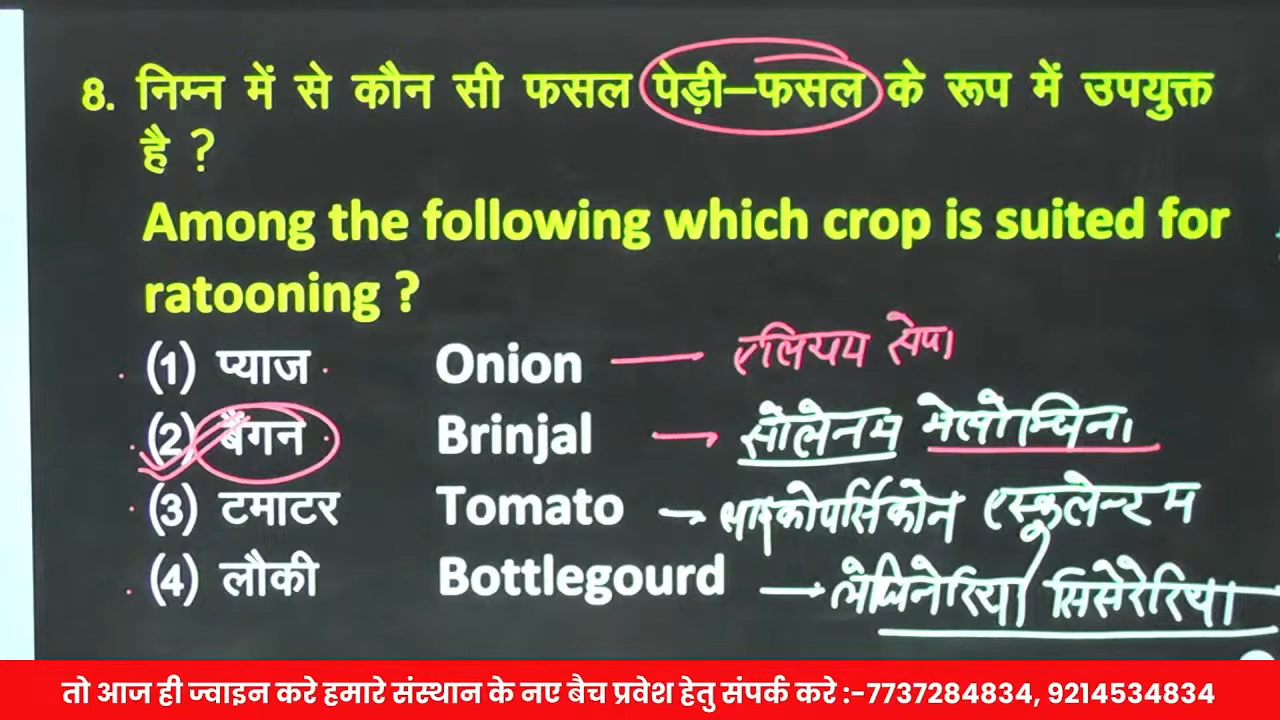 8. निम्न में से कौन सी फसल पेड़ी–फसल के रूप में उपयुक्त
है ?
Among the following which crop is suited for
ratooning ?
(1) प्याज Onion एलियम सेपा
(2) बैंगन Brinjal सोलेनम मेलोन्जिना
(3) टमाटर Tomato लाइकोपर्सिकोन एस्कुलेन्टम
(4) लौकी Bottlegourd लेजिनेरिया सिसेरेरिया
तो आज ही ज्वाइन करे हमारे संस्थान के नए बैच प्रवेश हेतु संपर्क करे :-7737284834, 9214534834